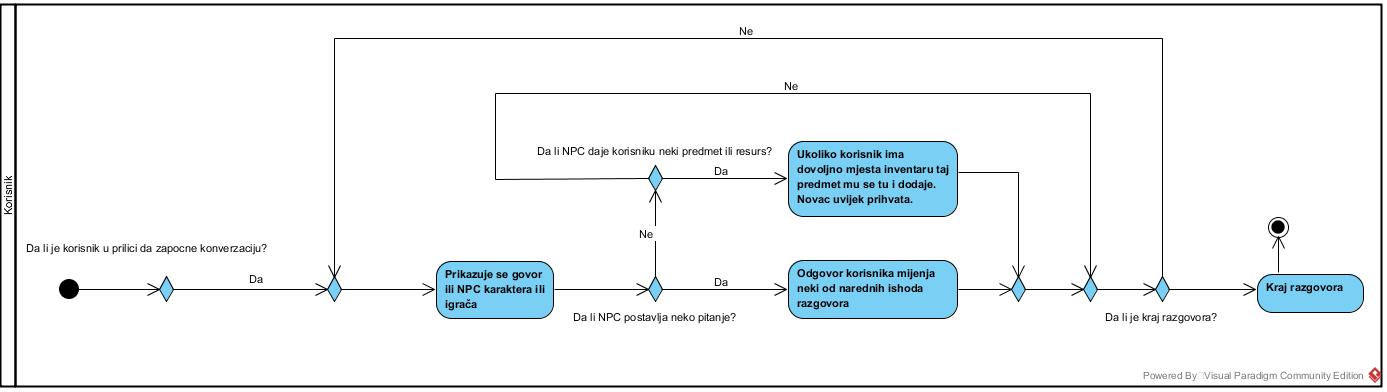 Ne
Ne
Da li NPC daje korisniku neki predmet ili resurs?
Da
Ukoliko korisnik ima
dovoljno mjesta inventaru taj
predmet mu se tu i dodaje.
Novac uvijek prihvata.
Korisnik
Ne
Da li je korisnik u prilici da zapocne konverzaciju?
Da
Prikazuje se govor
ili NPC karaktera ili
igrača
Da
Odgovor korisnika mijenja
neki od narednih ishoda
razgovora
Kraj razgovora
Da li NPC postavlja neko pitanje?
Da li je kraj razgovora?
Powered By Visual Paradigm Community Edition